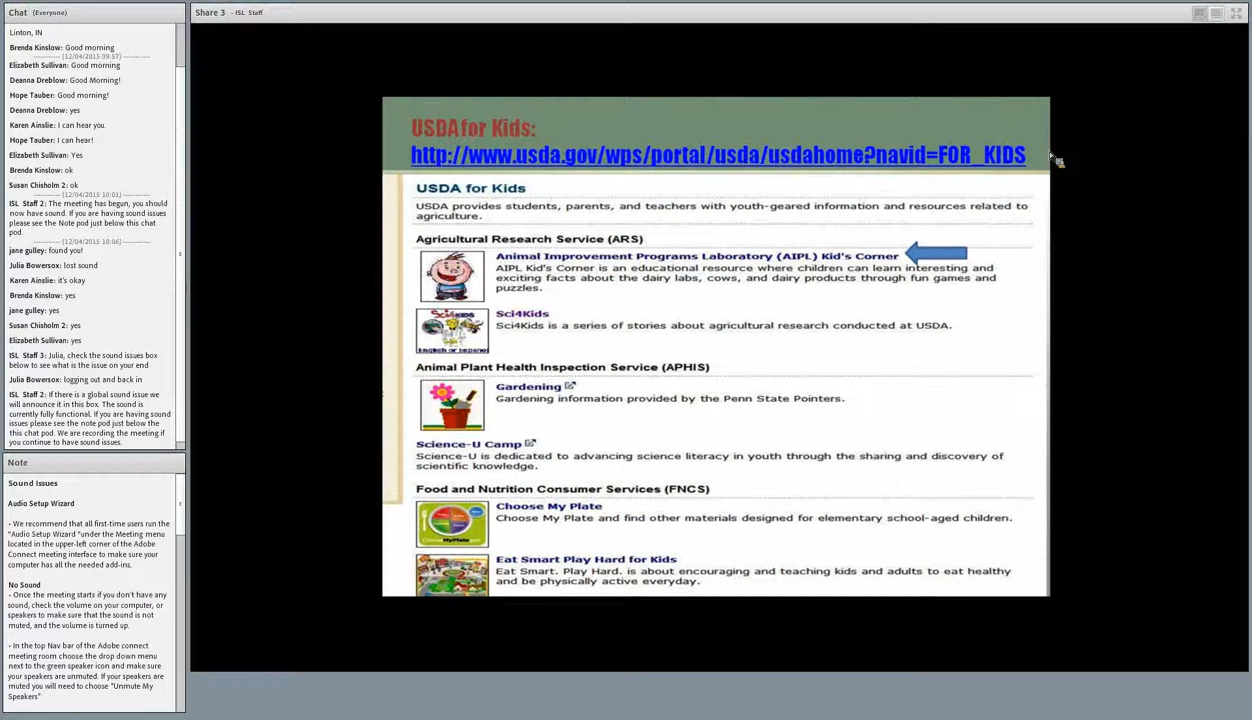 Chat (Everyone)
Linton, IN
Brenda Kinslow: Good morning
----------- (12/04/2015 09:57) -----------
Elizabeth Sullivan: Good morning
Deanna Dreblow: Good Morning!
Hope Tauber: Good morning!
Deanna Dreblow: yes
Karen Ainslie: I can hear you.
Hope Tauber: I can hear!
Elizabeth Sullivan: Yes
Brenda Kinslow: ok
Susan Chisholm 2: ok
----------- (12/04/2015 10:01) -----------
ISL Staff 2: The meeting has begun, you should
now have sound. If you are having sound issues
please see the Note pod just below this chat
pod.
----------- (12/04/2015 10:06) -----------
jane gulley: found you!
Julia Bowersox: lost sound
Karen Ainslie: it's okay
Brenda Kinslow: yes
jane gulley: yes
Susan Chisholm 2: yes
Elizabeth Sullivan: yes
ISL Staff 3: Julia, check the sound issues box
below to see what is the issue on your end
Julia Bowersox: logging out and back in
ISL Staff 2: If there is a global sound issue we
will announce it in this box. The sound is
currently fully functional. If you are having sound
issues please see the note pod just below the
this chat pod. We are recording the meeting if
you continue to have sound issues.
Note
Sound Issues
Audio Setup Wizard
• We recommend that all first-time users run the
"Audio Setup Wizard "under the Meeting menu
located in the upper-left corner of the Adobe
Connect meeting interface to make sure your
computer has all the needed add-ins.
No Sound
• Once the meeting starts if you don't have any
sound, check the volume on your computer, or
speakers to make sure that the sound is not
muted, and the volume is turned up.
• In the top Nav bar of the Adobe connect
meeting room choose the drop down menu
next to the green speaker icon and make sure
your speakers are unmuted. If your speakers are
muted you will need to choose "Unmute My
Speakers"
Share 3 - ISL Staff
USDA for Kids:
http://www.usda.gov/wps/portal/usda/usdahome?navid=FOR_KIDS
USDA for Kids
USDA provides students, parents, and teachers with youth-geared information and resources related to
agriculture.
Agricultural Research Service (ARS)
Animal Improvement Programs Laboratory (AIPL) Kid's Corner
AIPL Kid's Corner is an educational resource where children can learn interesting and
exciting facts about the dairy labs, cows, and dairy products through fun games and
puzzles.
Sci4Kids
Sci4Kids is a series of stories about agricultural research conducted at USDA.
English or Español
Animal Plant Health Inspection Service (APHIS)
Gardening
Gardening information provided by the Penn State Pointers.
Science-U Camp
Science-U is dedicated to advancing science literacy in youth through the sharing and discovery of
scientific knowledge.
Food and Nutrition Consumer Services (FNCS)
Choose My Plate
Choose My Plate and find other materials designed for elementary school-aged children.
Eat Smart Play Hard for Kids
Eat Smart. Play Hard. is about encouraging and teaching kids and adults to eat healthy
and be physically active everyday.